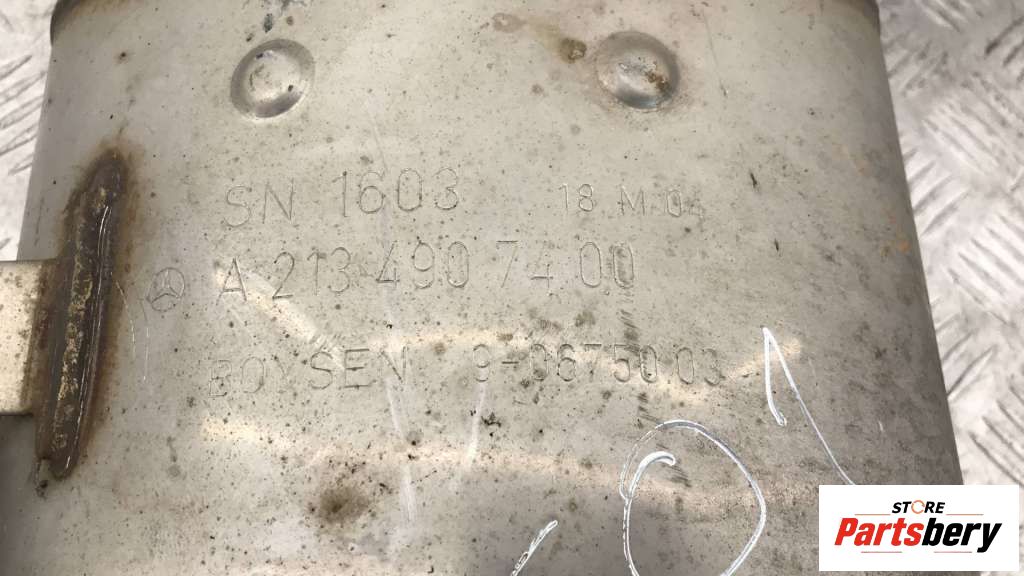 SN 1603 18 M 04
A 213 490 74 00
BOYSEN 9-06750 03
STORE
Partsbery